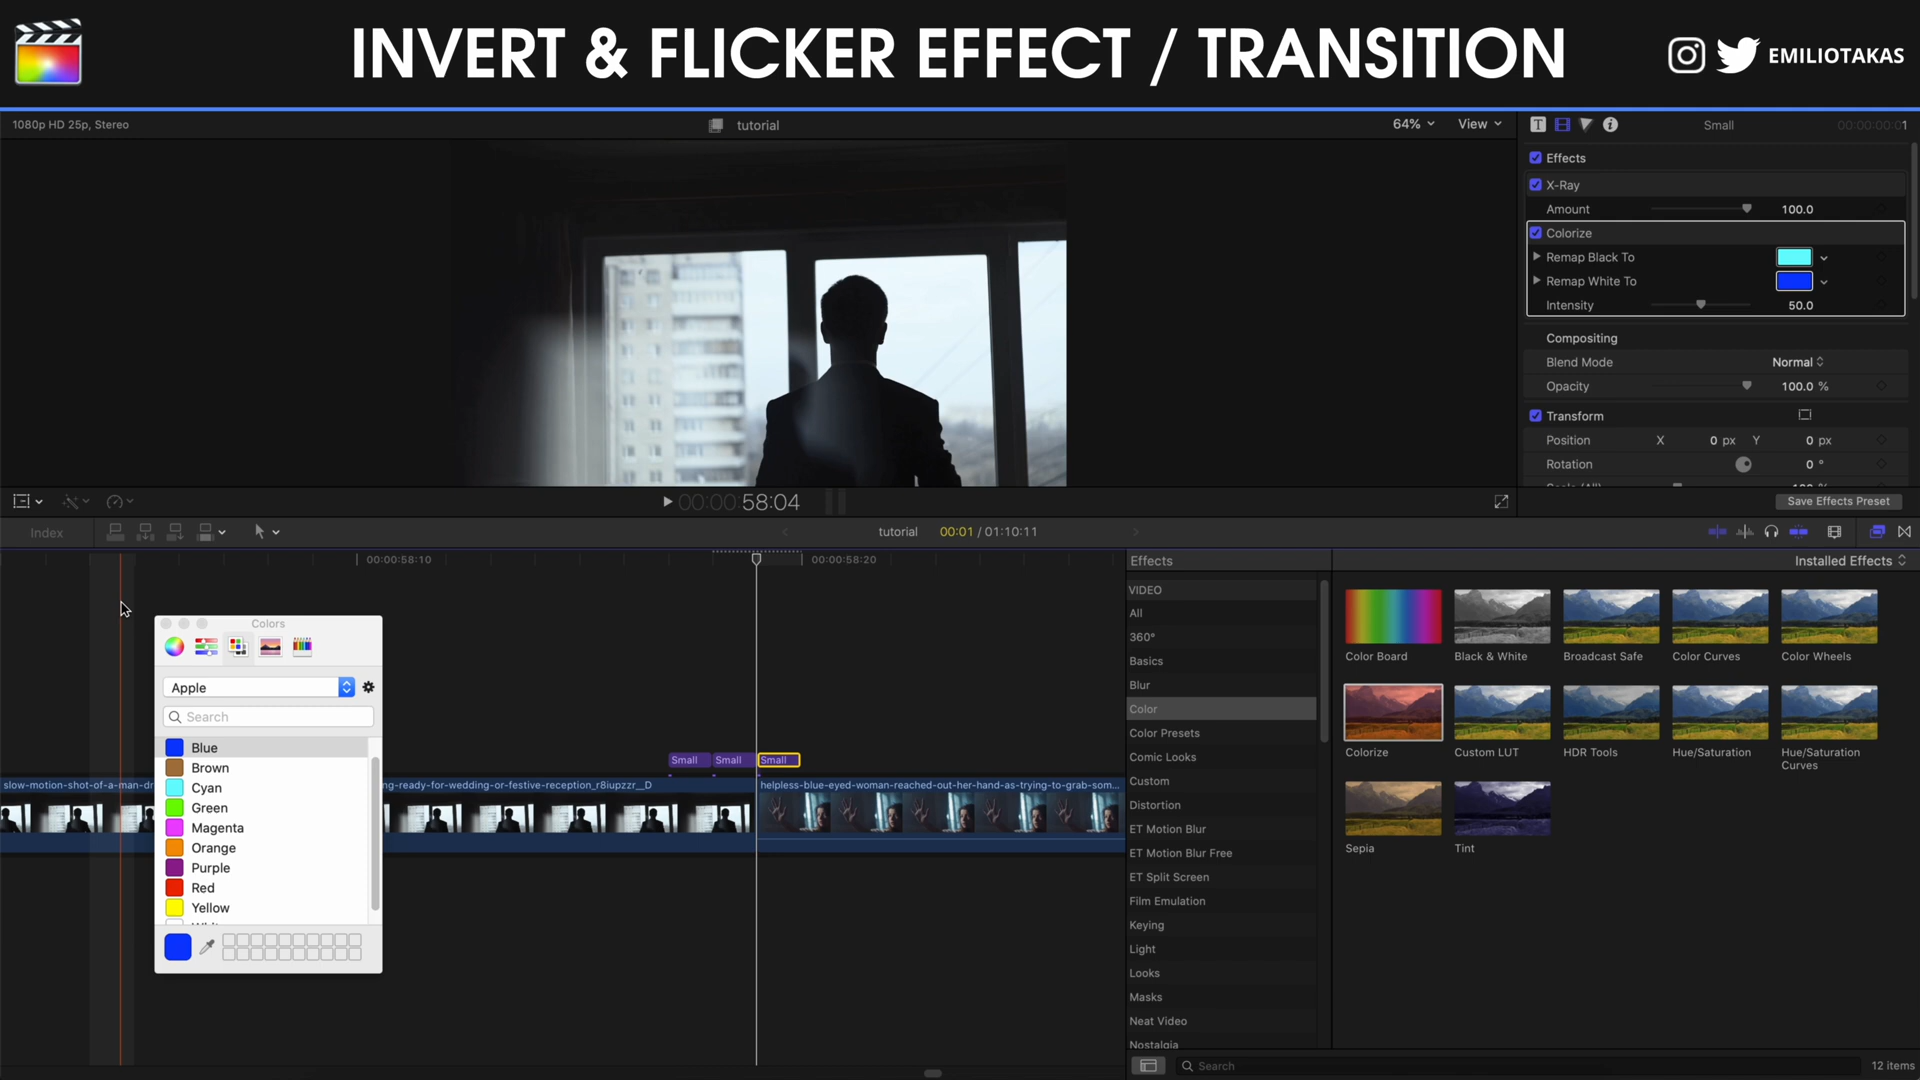 INVERT & FLICKER EFFECT / TRANSITION
EMILIOTAKAS
1080p HD 25p, Stereo
tutorial
64%
View
Small
00:00:00:01
Effects
X-Ray
Amount
100.0
Colorize
Remap Black To
Remap White To
Intensity
50.0
Compositing
Blend Mode
Normal
Opacity
100.0 %
Transform
Position
X
0 px
Y
0 px
Rotation
0 °
00:00:58:04
Save Effects Preset
Index
tutorial
00:01 / 01:10:11
00:00:58:10
00:00:58:20
Effects
Installed Effects
VIDEO
All
360°
Basics
Blur
Color
Color Presets
Comic Looks
Custom
Distortion
ET Motion Blur
ET Motion Blur Free
ET Split Screen
Film Emulation
Keying
Light
Looks
Masks
Neat Video
Nostalgia
Color Board
Black & White
Broadcast Safe
Color Curves
Color Wheels
Colorize
Custom LUT
HDR Tools
Hue/Saturation
Hue/Saturation
Curves
Sepia
Tint
Colors
Apple
Search
Blue
Brown
Cyan
Green
Magenta
Orange
Purple
Red
Yellow
Small
Small
Small
slow-motion-shot-of-a-man-dr
ng-ready-for-wedding-or-festive-reception_r8iupzzr__D
helpless-blue-eyed-woman-reached-out-her-hand-as-trying-to-grab-som...
Search
12 items